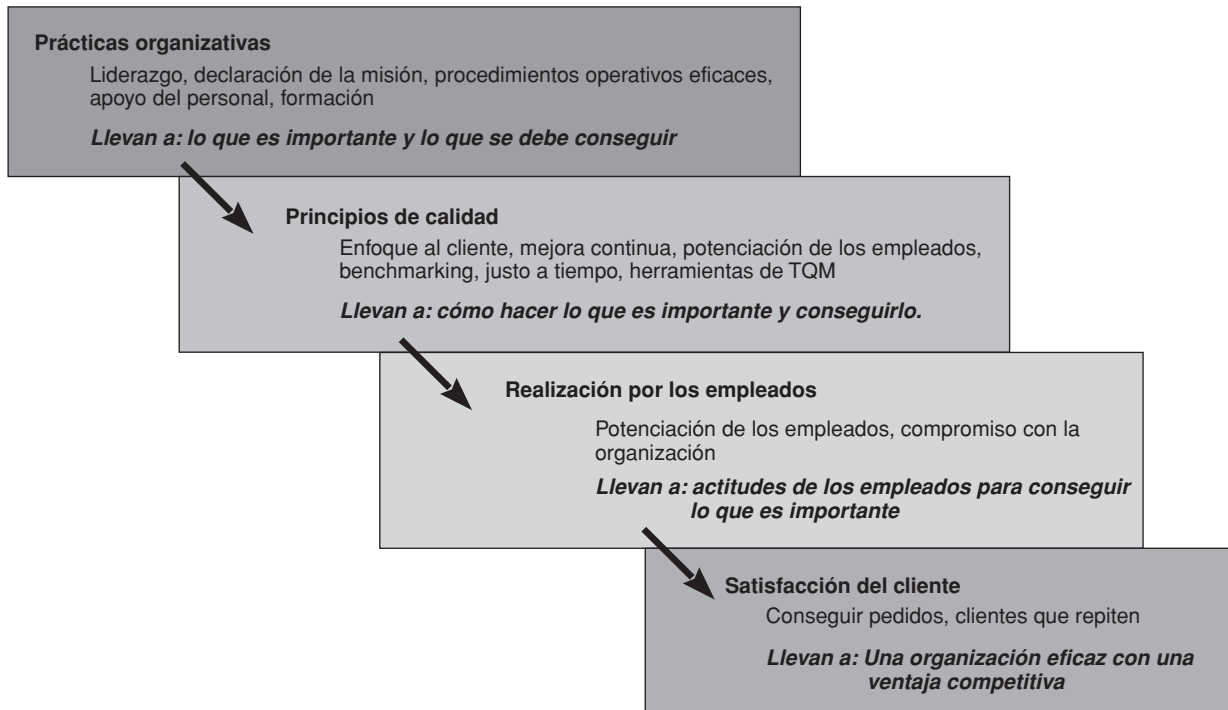 Prácticas organizativas
Liderazgo, declaración de la misión, procedimientos operativos eficaces,
apoyo del personal, formación
Llevan a: lo que es importante y lo que se debe conseguir
Principios de calidad
Enfoque al cliente, mejora continua, potenciación de los empleados,
benchmarking, justo a tiempo, herramientas de TQM
Llevan a: cómo hacer lo que es importante y conseguirlo.
Realización por los empleados
Potenciación de los empleados, compromiso con la
organización
Llevan a: actitudes de los empleados para conseguir
lo que es importante
Satisfacción del cliente
Conseguir pedidos, clientes que repiten
Llevan a: Una organización eficaz con una
ventaja competitiva